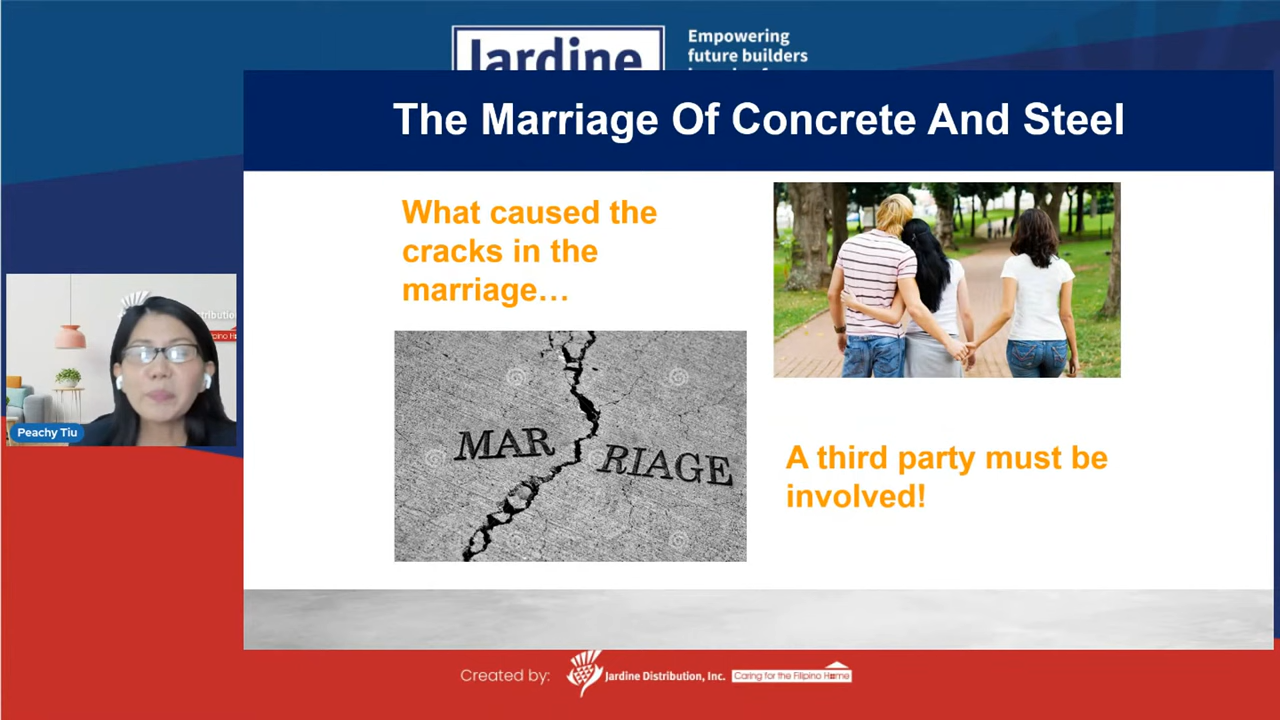 Jardine
Empowering
future builders
The Marriage Of Concrete And Steel
What caused the
cracks in the
marriage…
MAR RIAGE
A third party must be
involved!
Peachy Tiu
Created by:
Jardine Distribution, Inc.
Caring for the Filipino Home